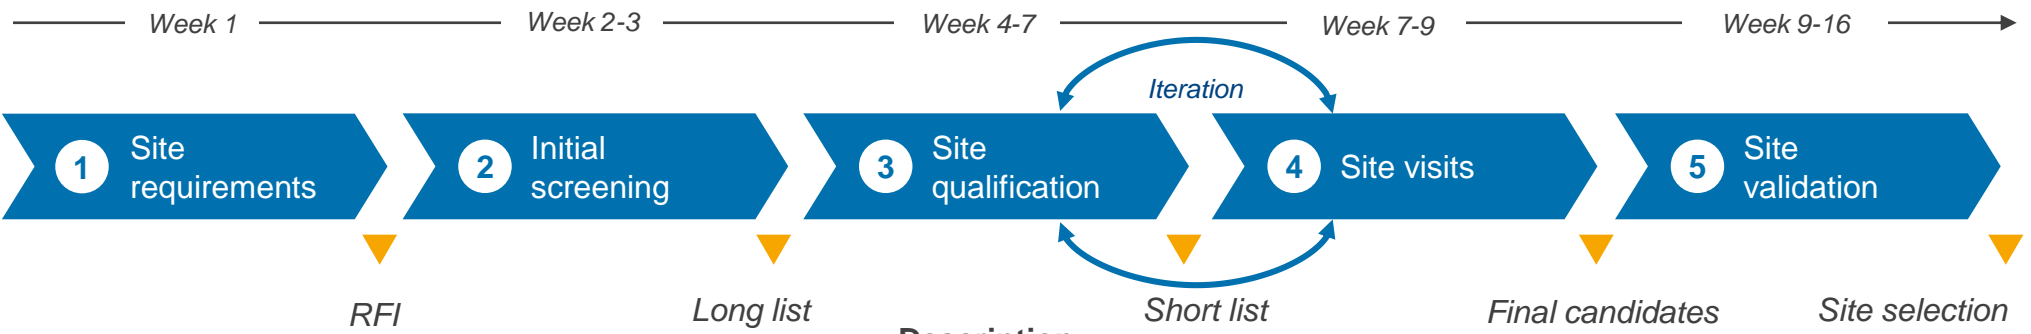 Week 1
Week 2-3
Week 4-7
Week 7-9
Week 9-16
Iteration
1
Site
requirements
2
Initial
screening
3
Site
qualification
4
Site visits
5
Site
validation
RFI
Long list
Short list
Final candidates
Site selection
Description